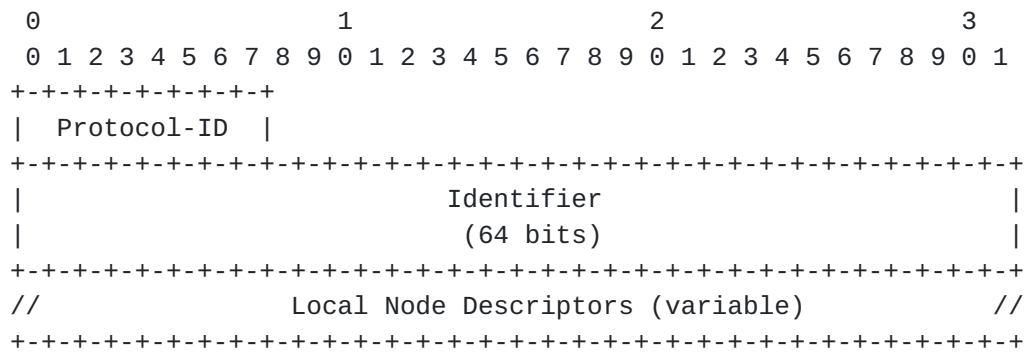 0                   1                   2                   3
 0 1 2 3 4 5 6 7 8 9 0 1 2 3 4 5 6 7 8 9 0 1 2 3 4 5 6 7 8 9 0 1
+-+-+-+-+-+-+-+-+
|  Protocol-ID  |
+-+-+-+-+-+-+-+-+-+-+-+-+-+-+-+-+-+-+-+-+-+-+-+-+-+-+-+-+-+-+-+-+
|                           Identifier                          |
|                            (64 bits)                          |
+-+-+-+-+-+-+-+-+-+-+-+-+-+-+-+-+-+-+-+-+-+-+-+-+-+-+-+-+-+-+-+-+
//                Local Node Descriptors (variable)            //
+-+-+-+-+-+-+-+-+-+-+-+-+-+-+-+-+-+-+-+-+-+-+-+-+-+-+-+-+-+-+-+-+